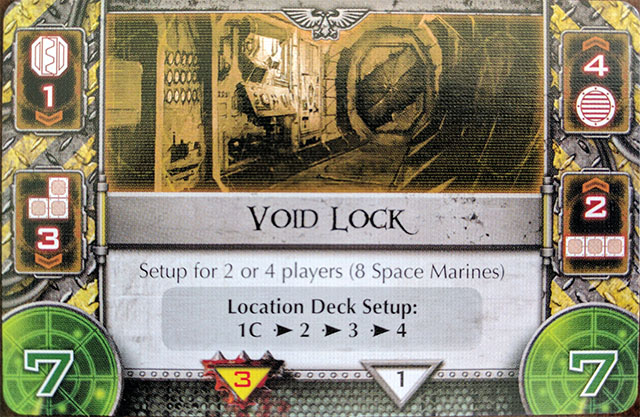 1
4
VOID LOCK
3
2
Setup for 2 or 4 players (8 Space Marines)
Location Deck Setup:
1C ➤ 2 ➤ 3 ➤ 4
7
3
1
7